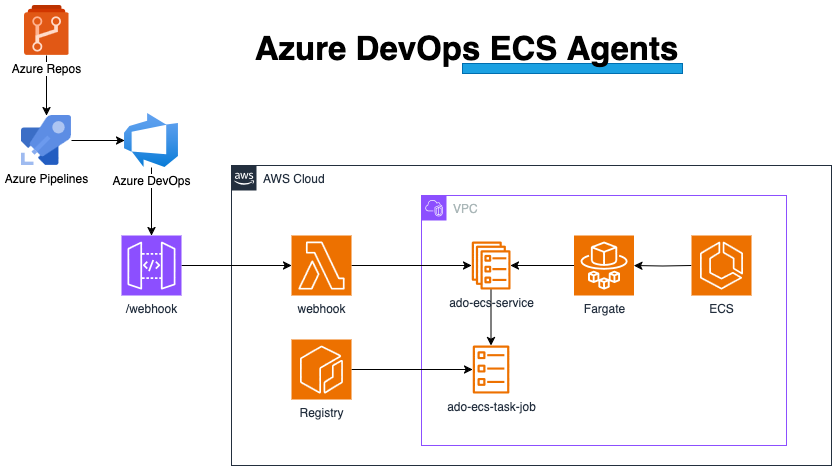 Azure DevOps ECS Agents
Azure Repos
Azure Pipelines
Azure DevOps
aws
AWS Cloud
VPC
</>
/webhook
webhook
ado-ecs-service
Fargate
ECS
Registry
ado-ecs-task-job